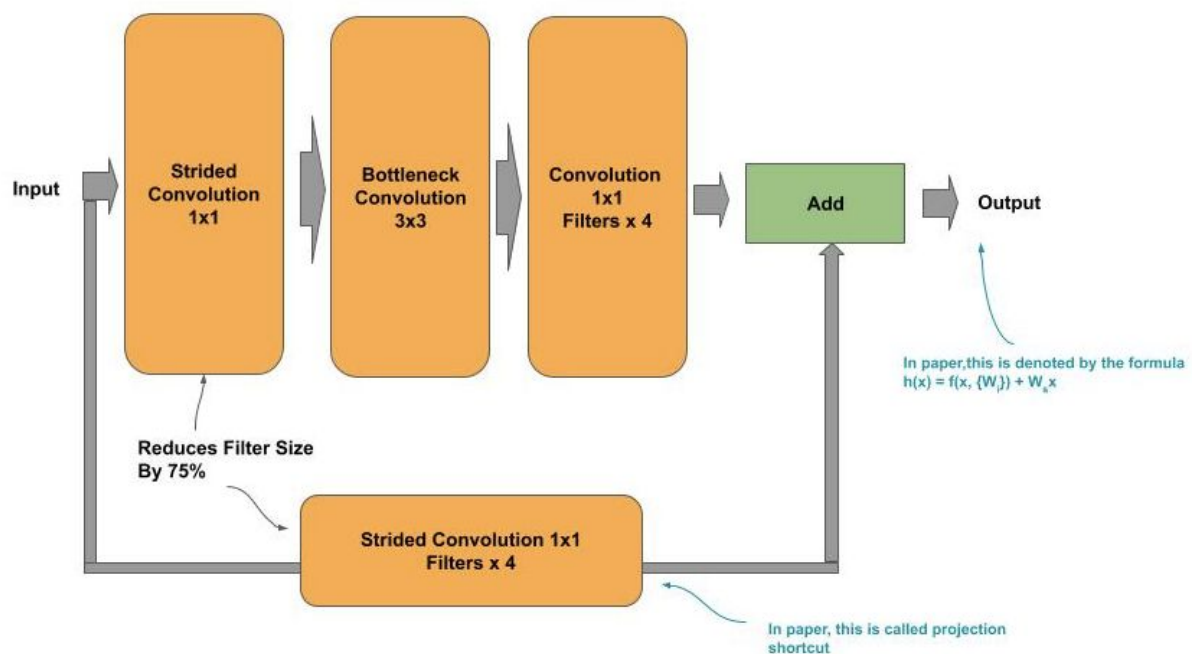 Input
Strided
Convolution
1x1
Bottleneck
Convolution
3x3
Convolution
1x1
Filters x 4
Add
Output
In paper,this is denoted by the formula
h(x) = f(x, {Wᵢ}) + Wₛx
Reduces Filter Size
By 75%
Strided Convolution 1x1
Filters x 4
In paper, this is called projection
shortcut